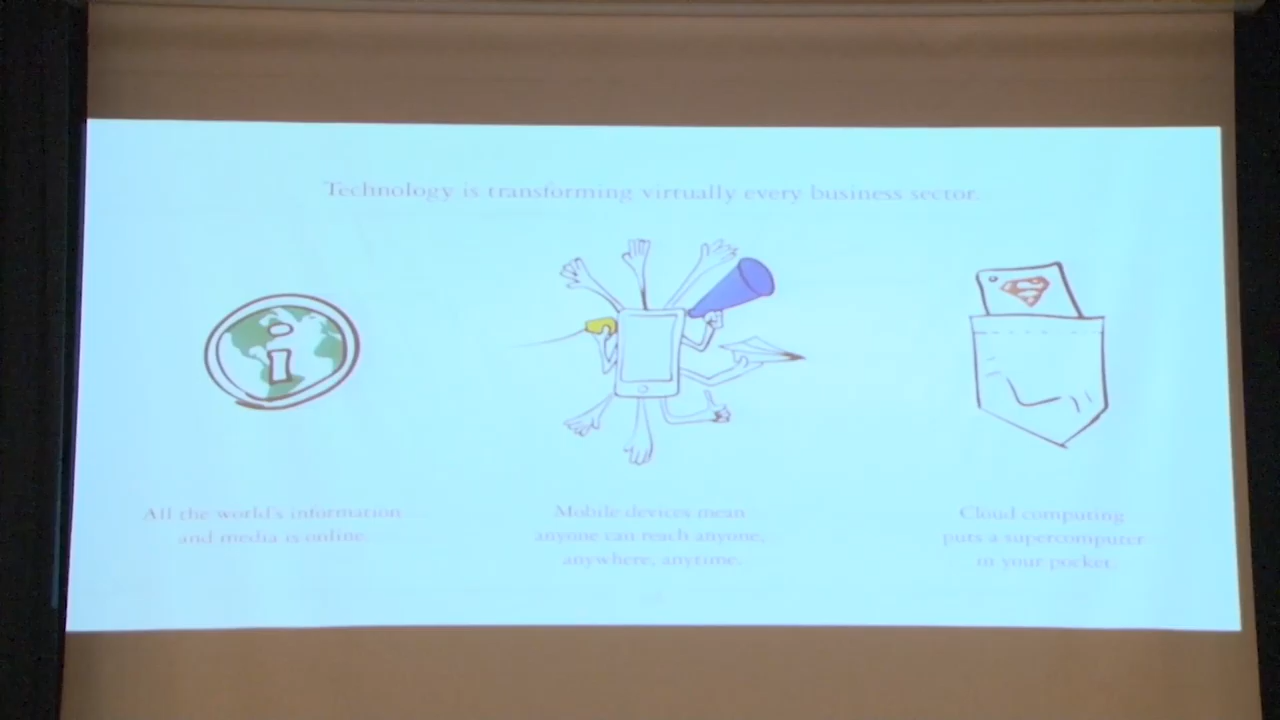 Technology is transforming virtually every business sector.
i
S
All the world's information
and media is online.
Mobile devices mean
anyone can reach anyone,
anywhere, anytime.
Cloud computing
puts a supercomputer
in your pocket.